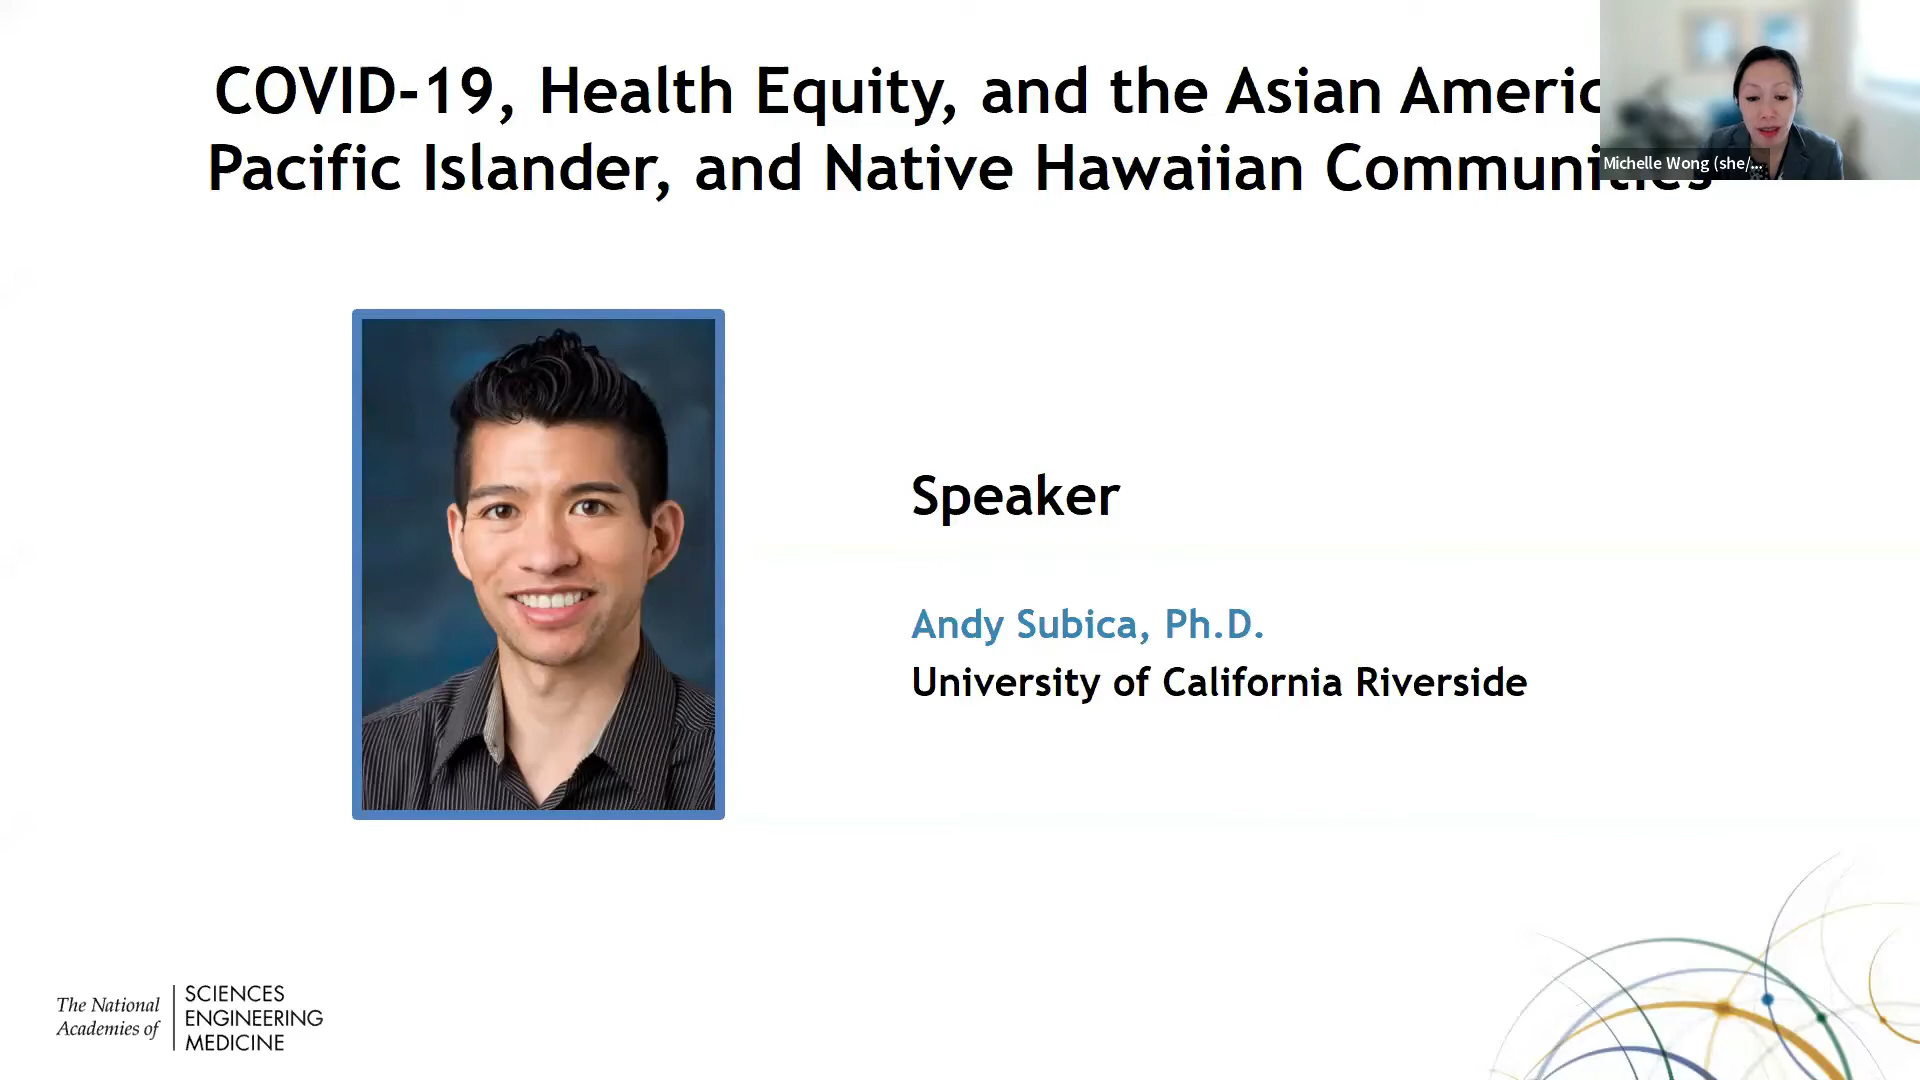 COVID-19, Health Equity, and the Asian Americ
Pacific Islander, and Native Hawaiian Communities
Michelle Wong (she/...
Speaker
Andy Subica, Ph.D.
University of California Riverside
The National
Academies of
SCIENCES
ENGINEERING
MEDICINE